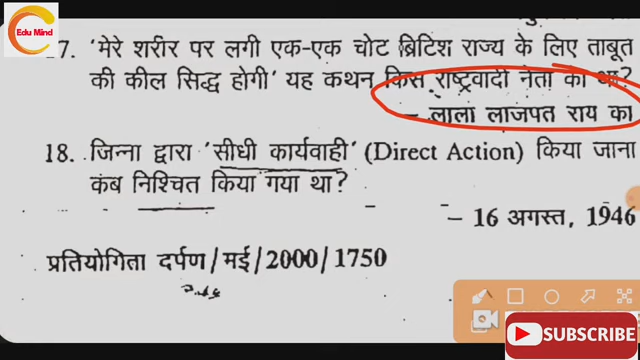 Edu Mind
17. 'मेरे शरीर पर लगी एक-एक चोट ब्रिटिश राज्य के लिए ताबूत
की कील सिद्ध होगी' यह कथन किस राष्ट्रवादी नेता का था?
– लाला लाजपत राय का
18. जिन्ना द्वारा 'सीधी कार्यवाही' (Direct Action) किया जाना
कब निश्चित किया गया था?
– 16 अगस्त, 1946
प्रतियोगिता दर्पण/मई/2000/1750
SUBSCRIBE